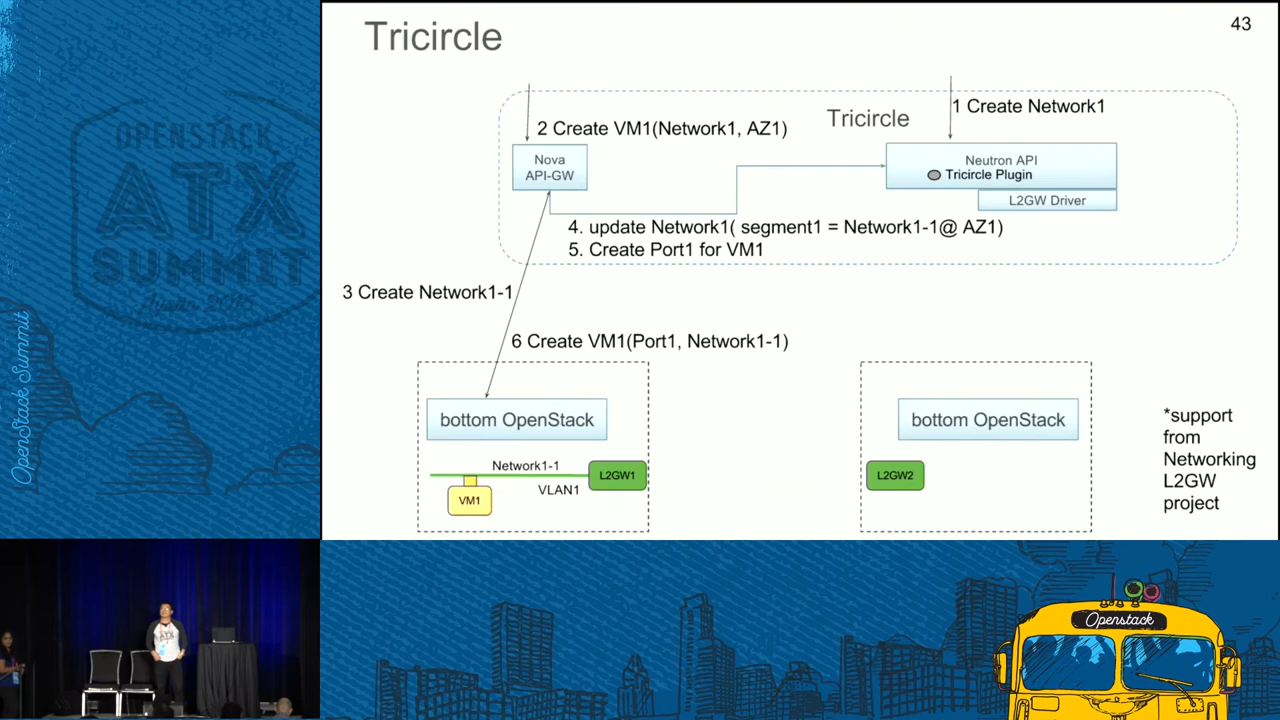 Tricircle
43
1 Create Network1
Tricircle
2 Create VM1(Network1, AZ1)
Nova
API-GW
Neutron API
Tricircle Plugin
L2GW Driver
4. update Network1( segment1 = Network1-1@ AZ1)
5. Create Port1 for VM1
3 Create Network1-1
6 Create VM1(Port1, Network1-1)
bottom OpenStack
Network1-1
L2GW1
VLAN1
VM1
bottom OpenStack
L2GW2
*support
from
Networking
L2GW
project
OPENSTACK
ATX
SUMMIT
OpenStack Summit
Openstack